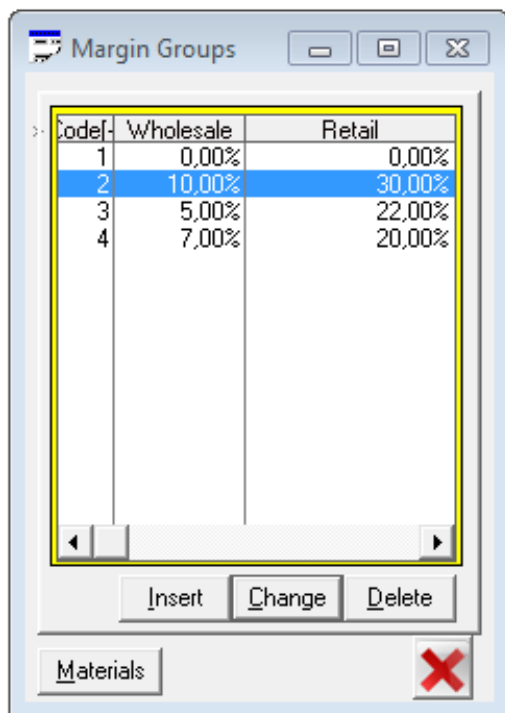 Margin Groups
Code[- Wholesale Retail
1 0,00% 0,00%
2 10,00% 30,00%
3 5,00% 22,00%
4 7,00% 20,00%
Insert Change Delete
Materials